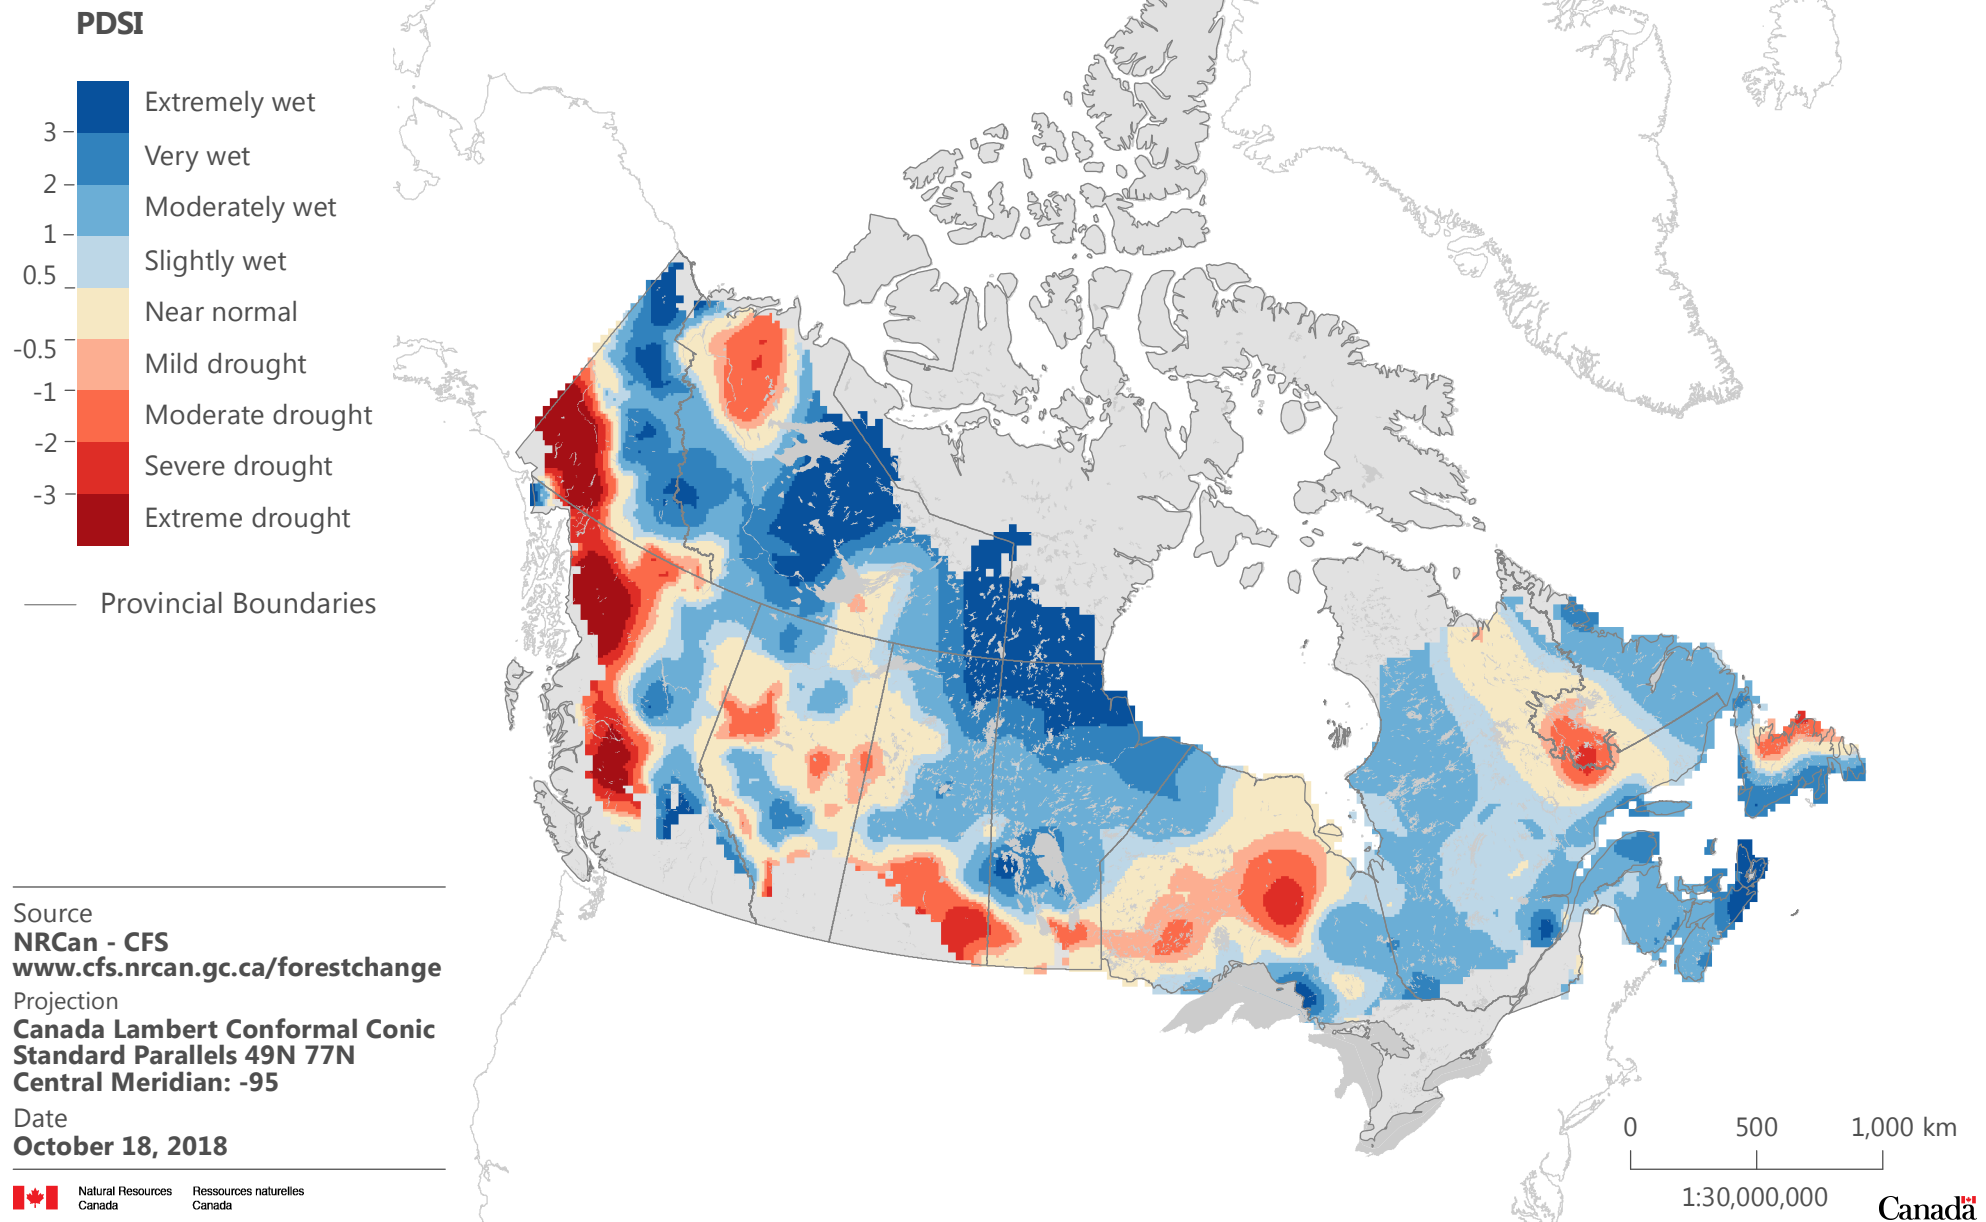 PDSI
Extremely wet
3
Very wet
2
Moderately wet
1
Slightly wet
0.5
Near normal
-0.5
Mild drought
-1
Moderate drought
-2
Severe drought
-3
Extreme drought
Provincial Boundaries
Source
NRCan - CFS
www.cfs.nrcan.gc.ca/forestchange
Projection
Canada Lambert Conformal Conic
Standard Parallels 49N 77N
Central Meridian: -95
Date
October 18, 2018
Natural Resources Ressources naturelles
Canada Canada
0 500 1,000 km
1:30,000,000
Canada